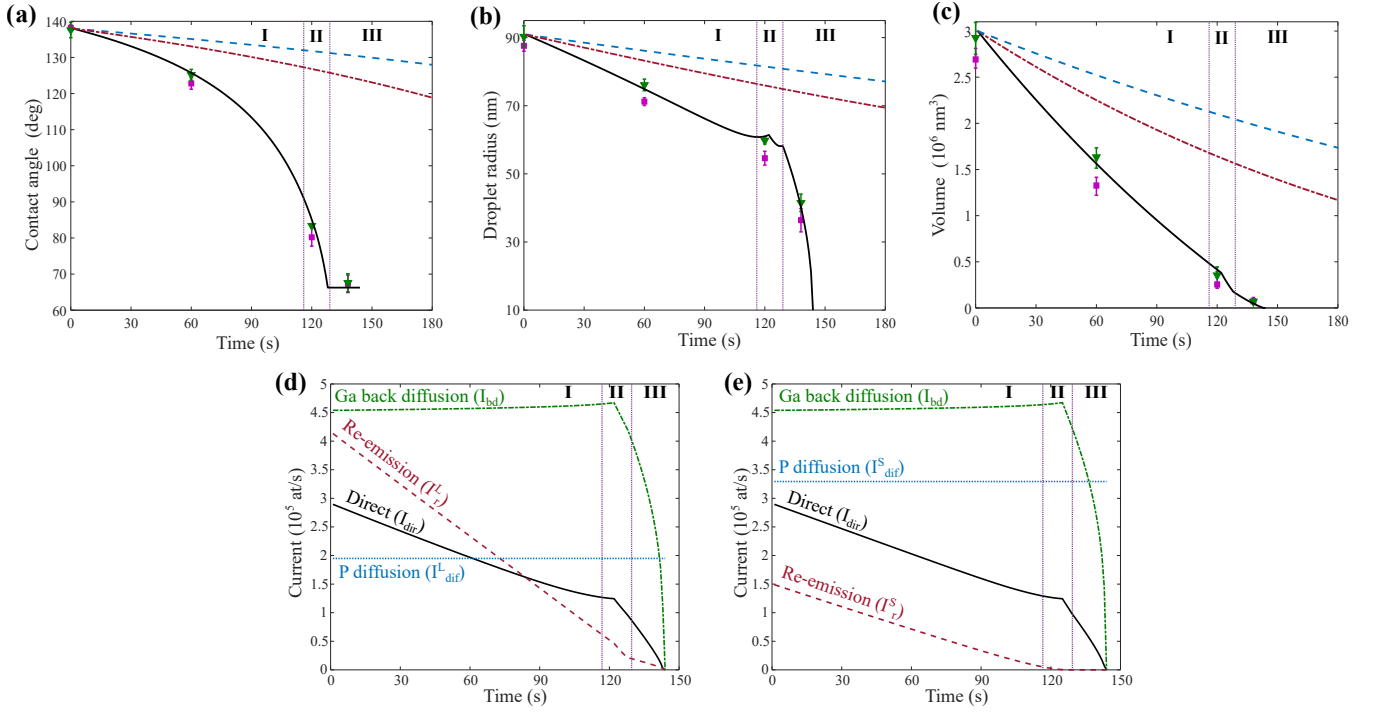 (a)
140
130
120
110
100
90
80
70
60
0
30
60
90
120
150
180
Contact angle (deg)
Time (s)
I
II
III
(b)
90
70
50
30
10
0
30
60
90
120
150
180
Droplet radius (nm)
Time (s)
I
II
III
(c)
3
2.5
2
1.5
1
0.5
0
0
30
60
90
120
150
180
Volume (10⁶ nm³)
Time (s)
I
II
III
(d)
5
4.5
4
3.5
3
2.5
2
1.5
1
0.5
0
0
30
60
90
120
150
Current (10⁵ at/s)
Time (s)
I
II
III
Ga back diffusion (I_bd)
Re-emission (I^L_r)
Direct (I_dir)
P diffusion (I^L_dif)
(e)
5
4.5
4
3.5
3
2.5
2
1.5
1
0.5
0
0
30
60
90
120
150
Current (10⁵ at/s)
Time (s)
I
II
III
Ga back diffusion (I_bd)
P diffusion (I^S_dif)
Direct (I_dir)
Re-emission (I^S_r)